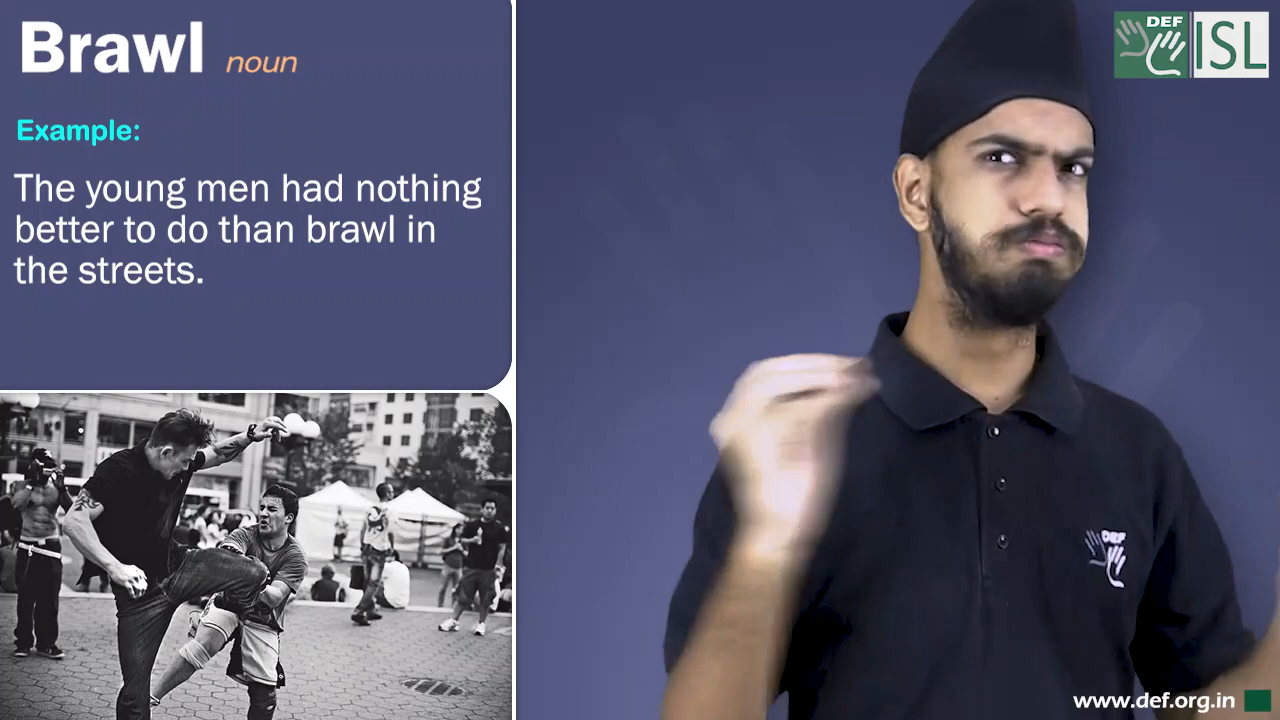 Brawl noun
Example:
The young men had nothing
better to do than brawl in
the streets.
DEF
ISL
DEF
www.def.org.in